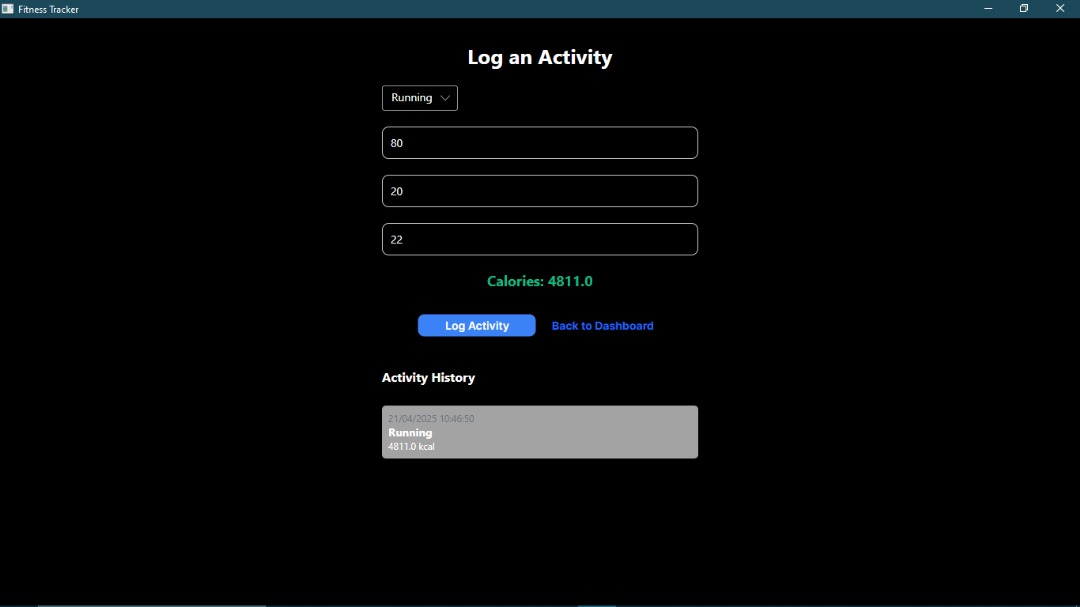 Fitness Tracker
Log an Activity
Running
80
20
22
Calories: 4811.0
Log Activity
Back to Dashboard
Activity History
21/04/2025 10:46:50
Running
4811.0 kcal